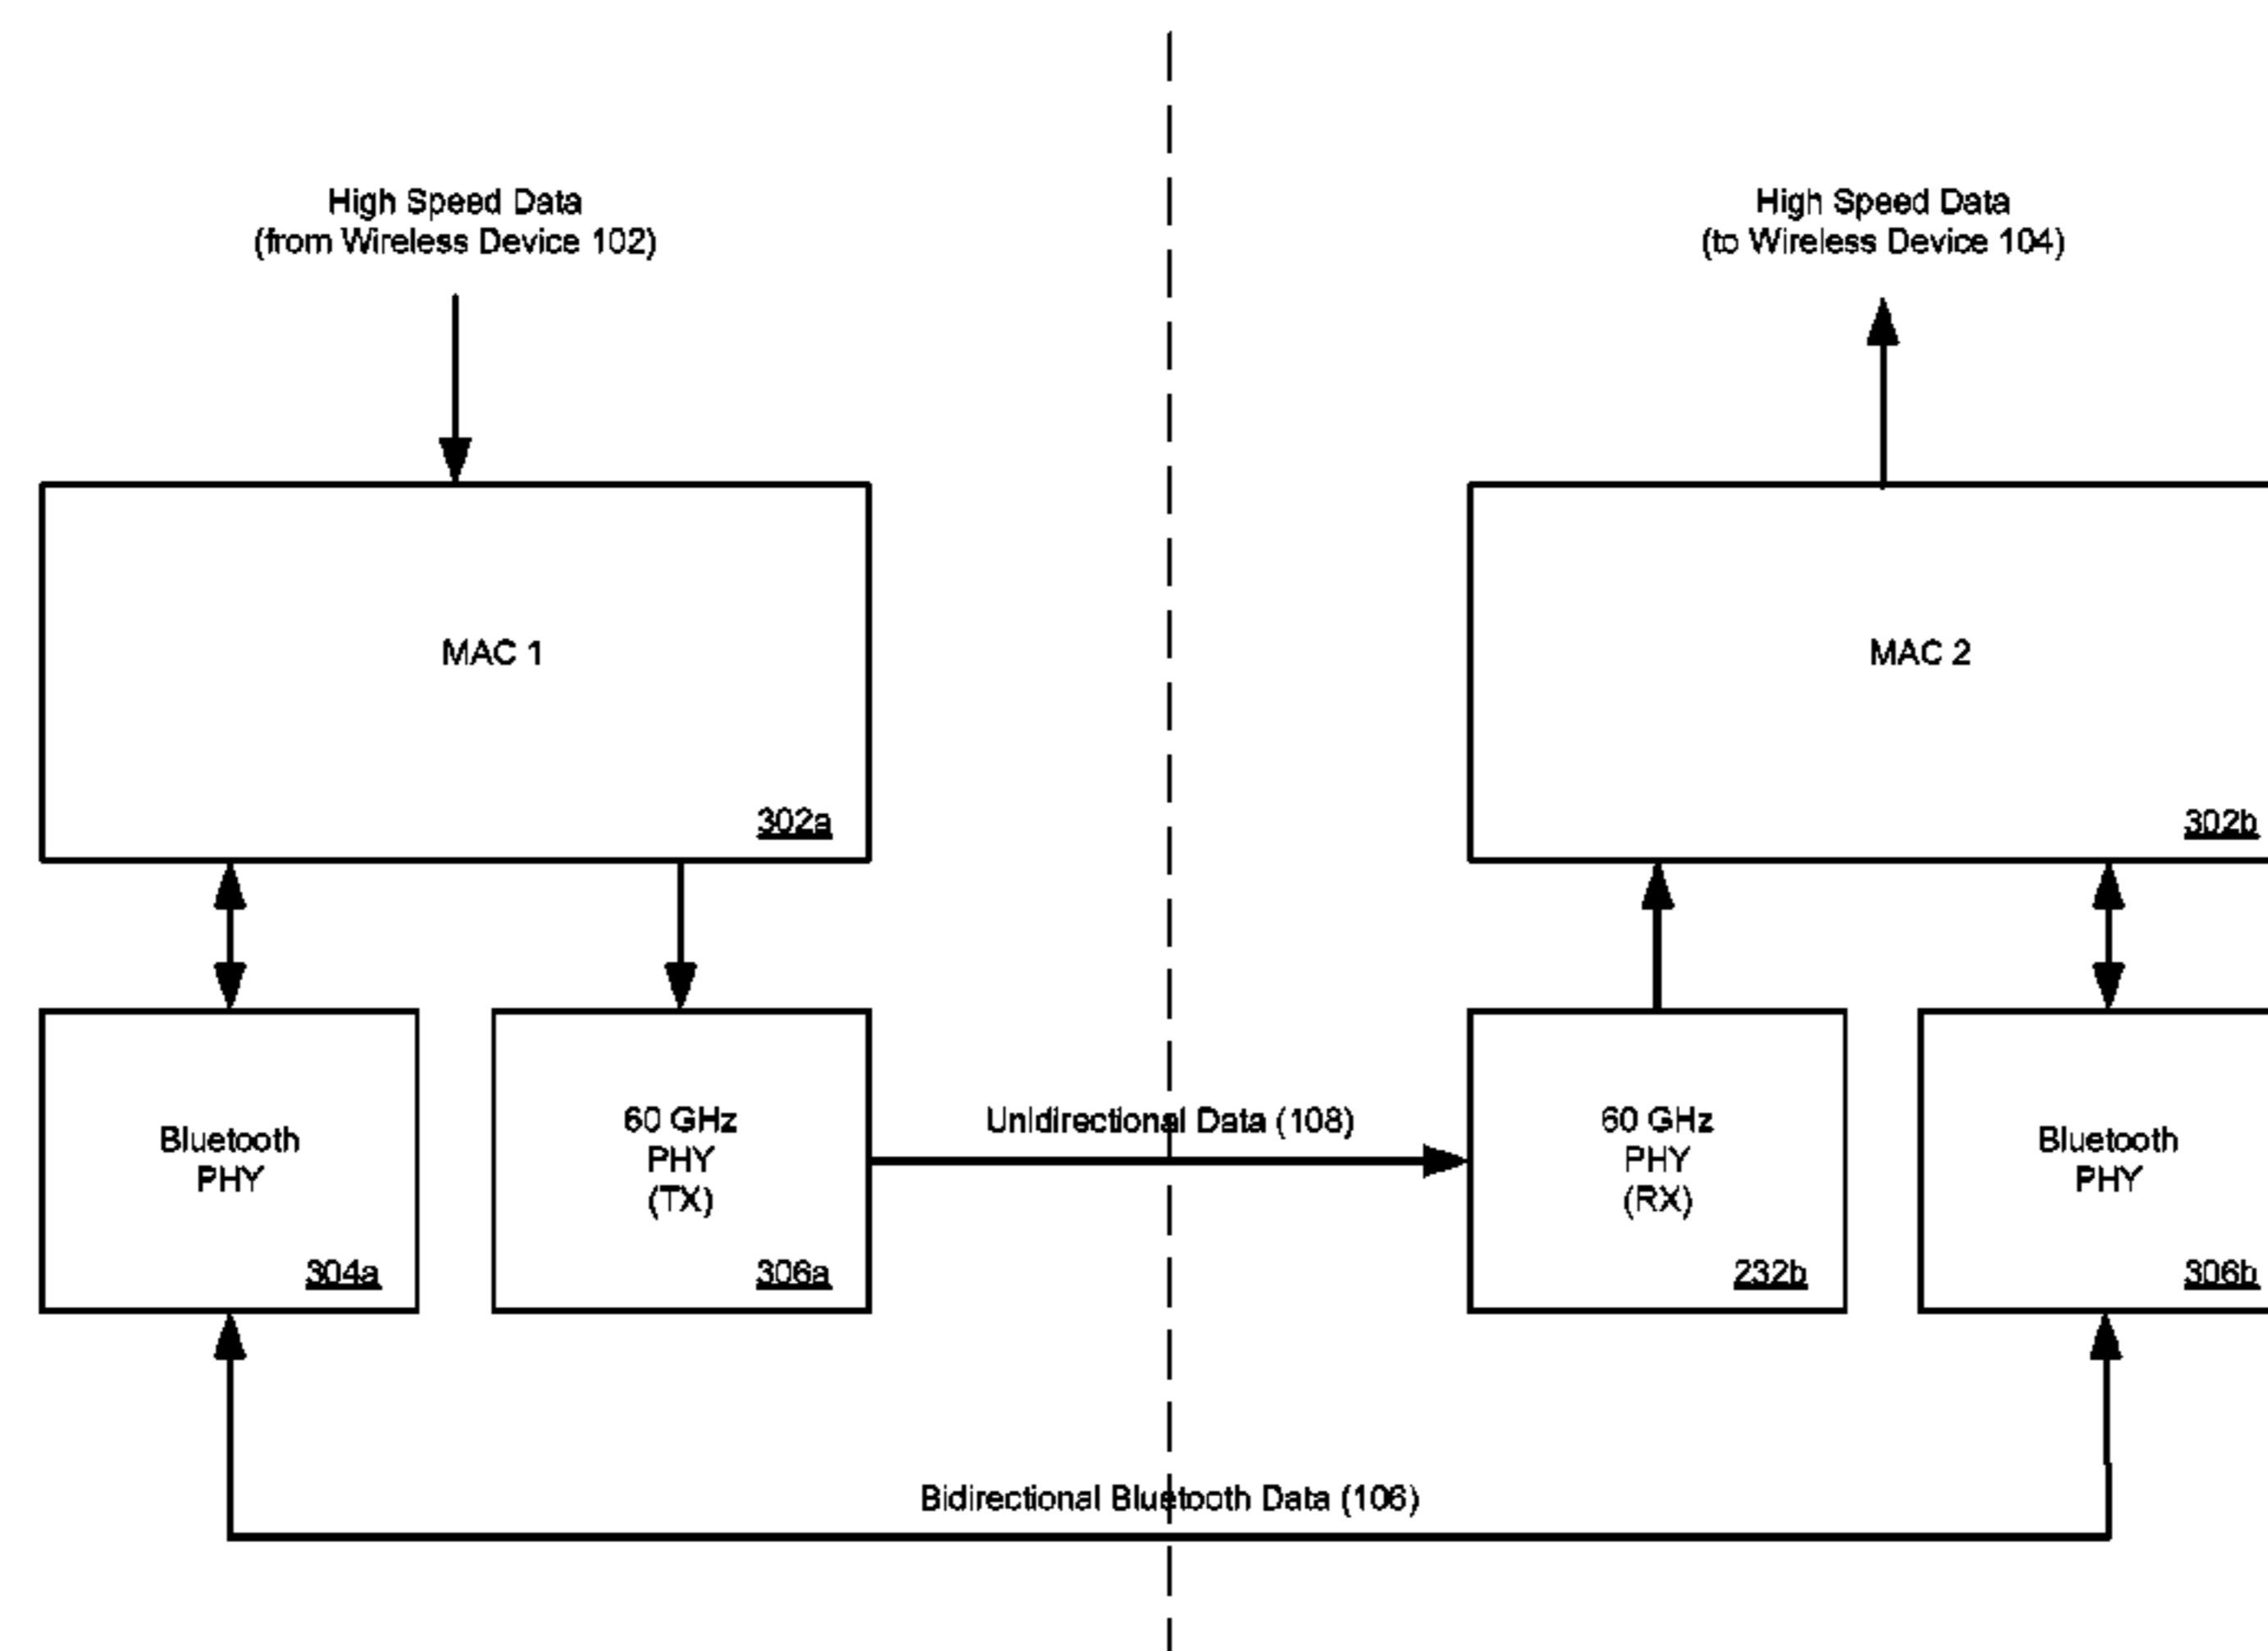 High Speed Data
(from Wireless Device 102)
High Speed Data
(to Wireless Device 104)
MAC 1
302a
MAC 2
302b
Bluetooth
PHY
304a
60 GHz
PHY
(TX)
306a
Unidirectional Data (108)
60 GHz
PHY
(RX)
232b
Bluetooth
PHY
306b
Bidirectional Bluetooth Data (106)